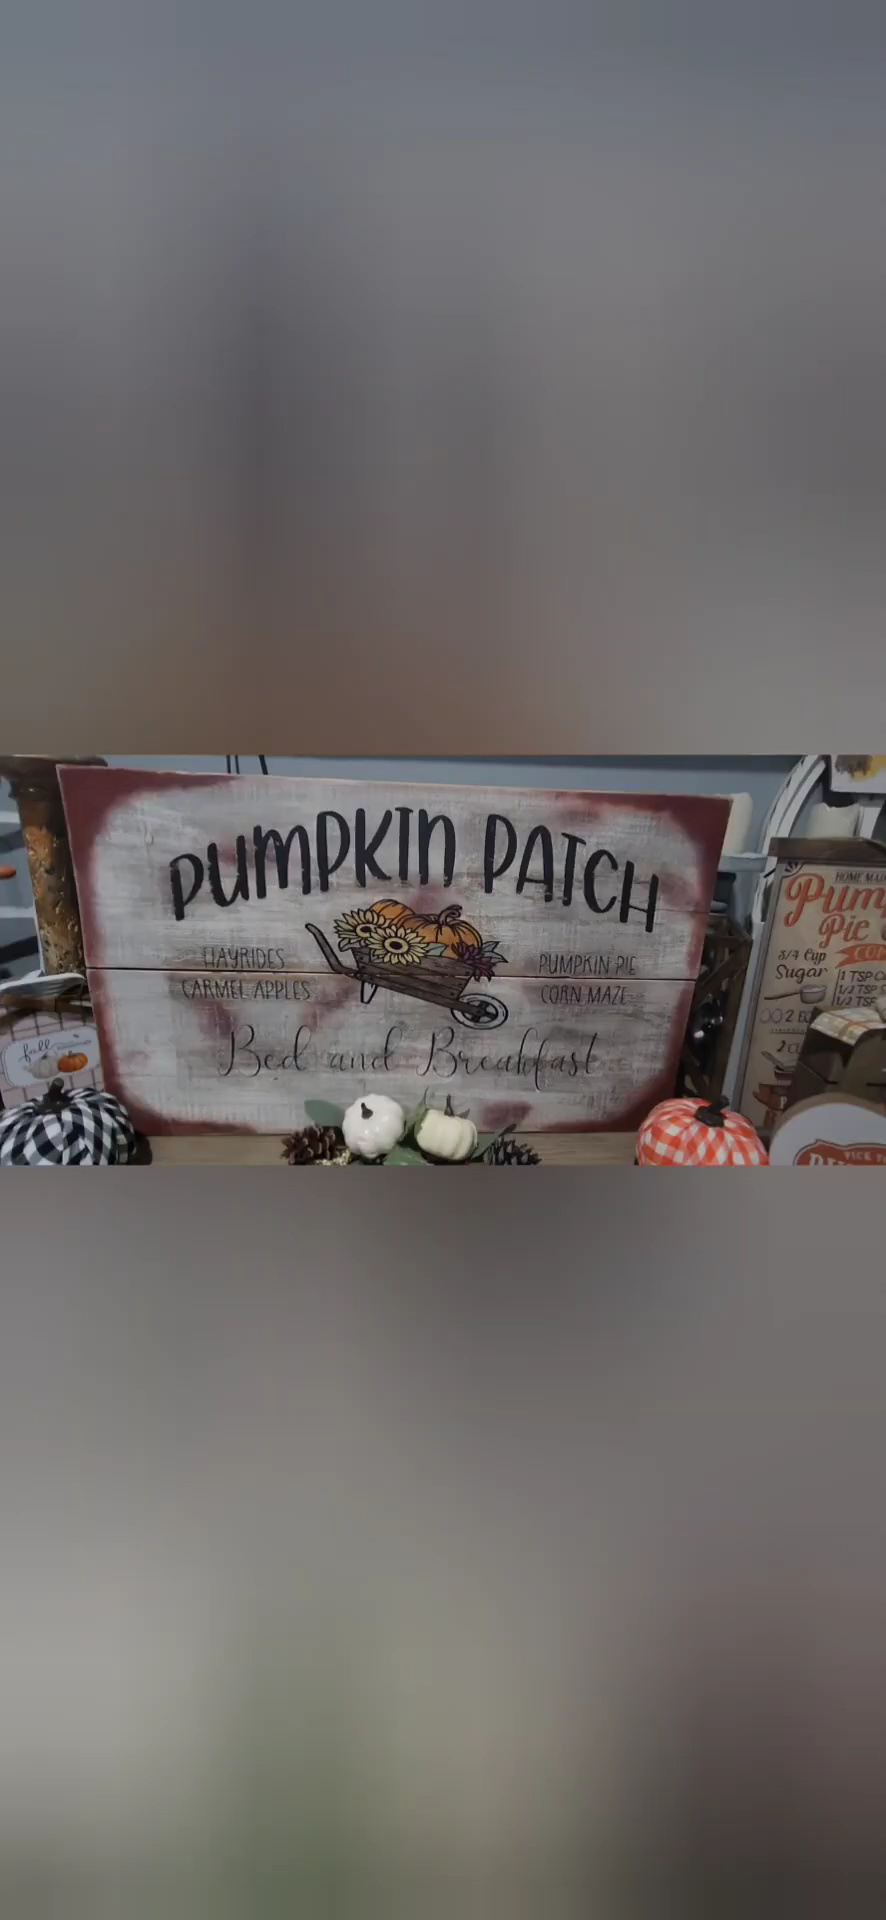 PUMPKIN PATCH
HAYRIDES
CARMEL APPLES
PUMPKIN PIE
CORN MAZE
Bed and Breakfast
fall
HOME MA
Pum
Pie
3/4 Cup
Sugar
1 TSP
1/2 TSP
1/2 TSP
2